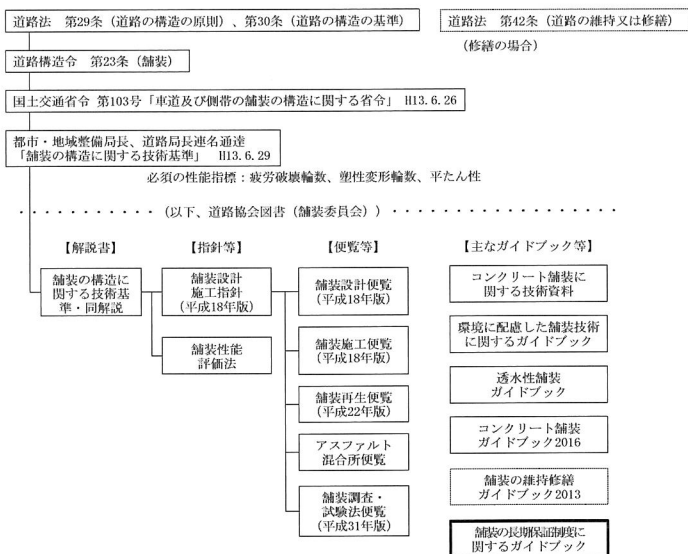 道路法　第29条（道路の構造の原則）、第30条（道路の構造の基準）
道路法　第42条（道路の維持又は修繕）
（修繕の場合）
道路構造令　第23条（舗装）
国土交通省令 第103号「車道及び側帯の舗装の構造に関する省令」 H13.6.26
都市・地域整備局長、道路局長連名通達
「舗装の構造に関する技術基準」　H13.6.29
必須の性能指標：疲労破壊輪数、塑性変形輪数、平たん性
・・・・・・・・・・・（以下、道路協会図書（舗装委員会））・・・・・・・・・・・・・・・・・・
【解説書】
【指針等】
【便覧等】
【主なガイドブック等】
舗装の構造に
関する技術基
準・同解説
舗装設計
施工指針
（平成18年版）
舗装性能
評価法
舗装設計便覧
（平成18年版）
舗装施工便覧
（平成18年版）
舗装再生便覧
（平成22年版）
アスファルト
混合所便覧
舗装調査・
試験法便覧
（平成31年版）
コンクリート舗装に
関する技術資料
環境に配慮した舗装技術
に関するガイドブック
透水性舗装
ガイドブック
コンクリート舗装
ガイドブック2016
舗装の維持修繕
ガイドブック2013
舗装の長期保証制度に
関するガイドブック